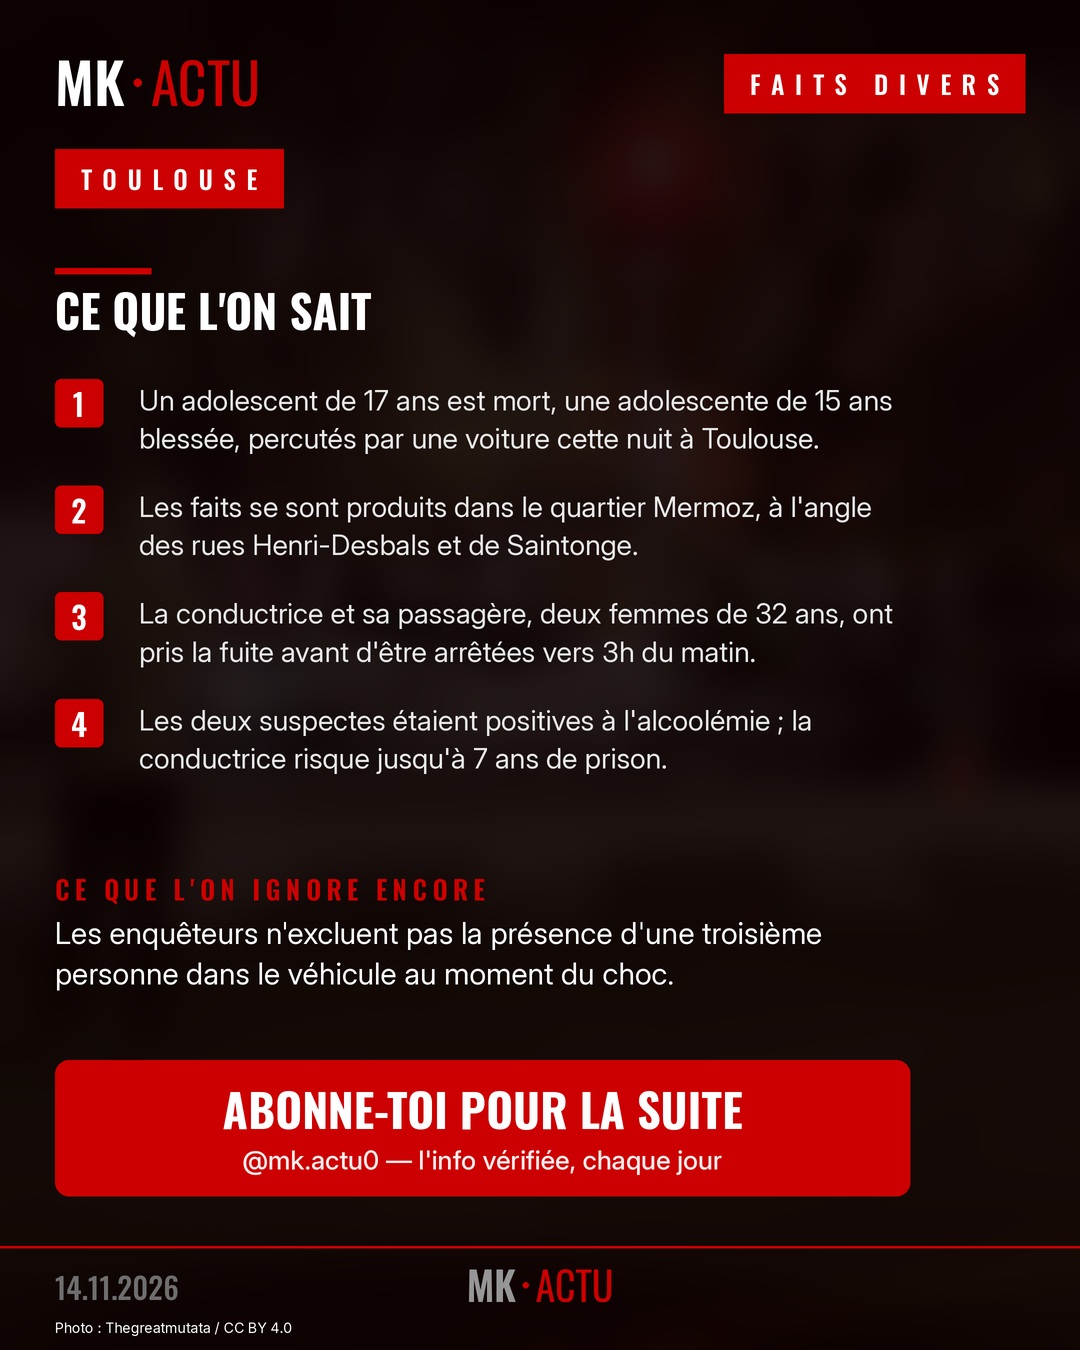 MK·ACTU
FAITS DIVERS
TOULOUSE
CE QUE L'ON SAIT
1
Un adolescent de 17 ans est mort, une adolescente de 15 ans
blessée, percutés par une voiture cette nuit à Toulouse.
2
Les faits se sont produits dans le quartier Mermoz, à l'angle
des rues Henri-Desbals et de Saintonge.
3
La conductrice et sa passagère, deux femmes de 32 ans, ont
pris la fuite avant d'être arrêtées vers 3h du matin.
4
Les deux suspectes étaient positives à l'alcoolémie ; la
conductrice risque jusqu'à 7 ans de prison.
CE QUE L'ON IGNORE ENCORE
Les enquêteurs n'excluent pas la présence d'une troisième
personne dans le véhicule au moment du choc.
ABONNE-TOI POUR LA SUITE
@mk.actu0 — l'info vérifiée, chaque jour
14.11.2026
MK·ACTU
Photo : Thegreatmutata / CC BY 4.0